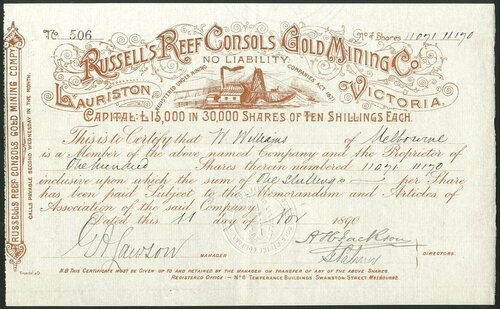 No 506
No of Shares 11071 11170
RUSSELL'S REEF CONSOLS GOLD MINING CO.
NO LIABILITY.
REGISTERED UNDER MINING COMPANIES ACT 1871
LAURISTON VICTORIA.
CAPITAL £15,000 IN 30,000 SHARES OF TEN SHILLINGS EACH.
This is to Certify that W Williams of Melbourne
is a Member of the above named Company and the Proprietor of
One hundred Shares therein numbered 11071 11170
inclusive upon which the sum of One Shillings per Share
has been paid Subject to the Memorandum and Articles of
Association of the said Company.
Dated this 11 day of Nov 1890
Lawson MANAGER
A H Jackson
DIRECTORS.
N.B THIS CERTIFICATE MUST BE GIVEN UP TO AND RETAINED BY THE MANAGER ON TRANSFER OF ANY OF THE ABOVE SHARES.
REGISTERED OFFICE:- No 6 TEMPERANCE BUILDINGS SWANSTON STREET MELBOURNE.
RUSSELL'S REEF CONSOLS GOLD MINING COMPY
CALLS PAYABLE SECOND WEDNESDAY IN THE MONTH.